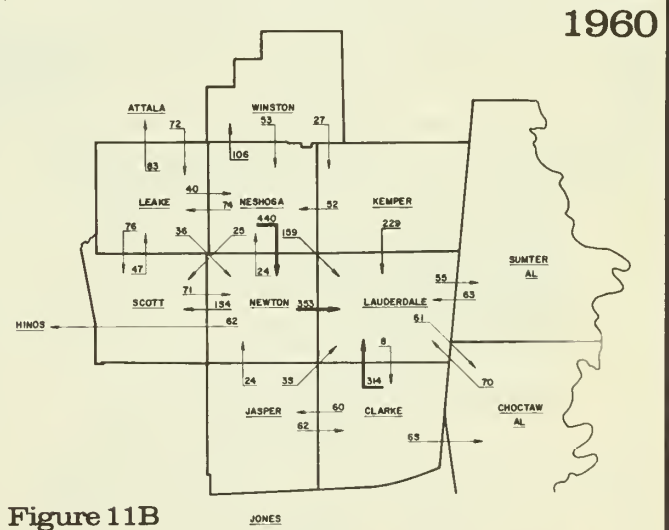 1960
ATTALA
WINSTON
72
53
27
83
106
40
LEAKE
74
NESHOBA
52
KEMPER
440
76
36
25
159
229
47
24
SUMTER
AL
55
71
63
SCOTT
134
NEWTON
353
LAUDERDALE
HINDS
62
61
8
24
39
314
70
60
JASPER
CLARKE
CHOCTAW
AL
62
63
Figure 11B
JONES